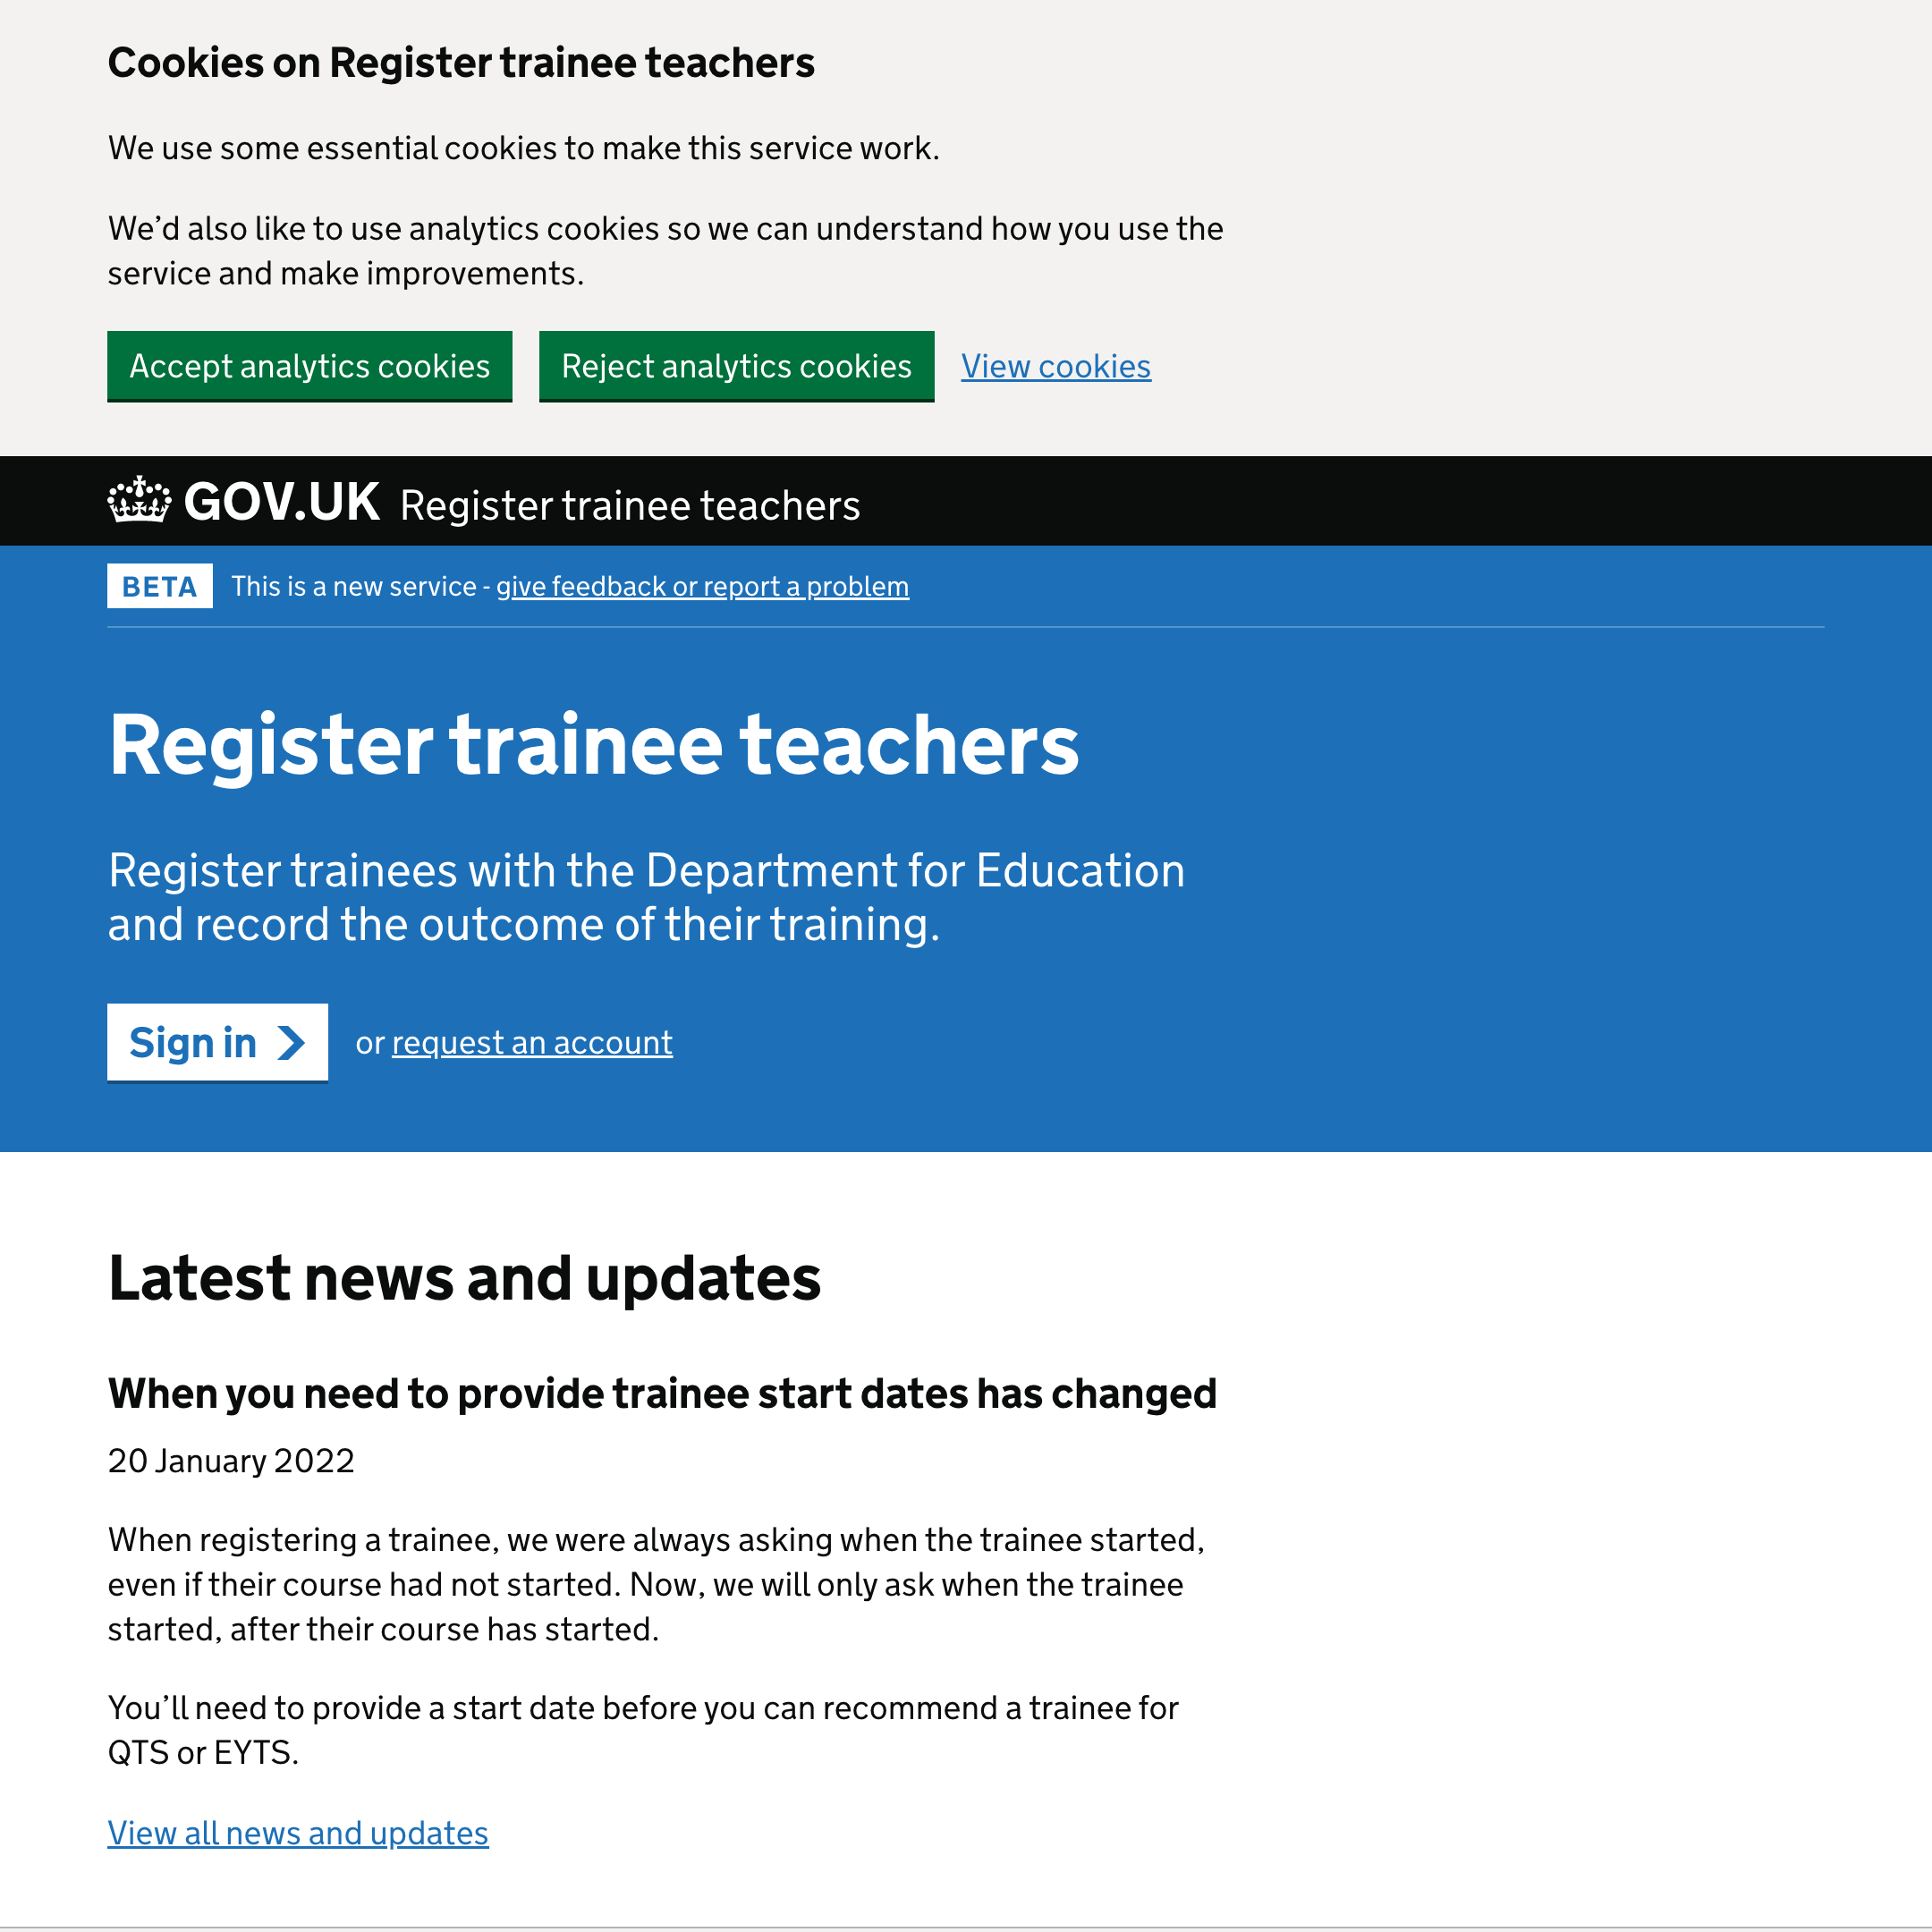 Cookies on Register trainee teachers
We use some essential cookies to make this service work.
We’d also like to use analytics cookies so we can understand how you use the
service and make improvements.
Accept analytics cookies Reject analytics cookies View cookies
GOV.UK Register trainee teachers
BETA This is a new service - give feedback or report a problem
Register trainee teachers
Register trainees with the Department for Education
and record the outcome of their training.
Sign in or request an account
Latest news and updates
When you need to provide trainee start dates has changed
20 January 2022
When registering a trainee, we were always asking when the trainee started,
even if their course had not started. Now, we will only ask when the trainee
started, after their course has started.
You’ll need to provide a start date before you can recommend a trainee for
QTS or EYTS.
View all news and updates